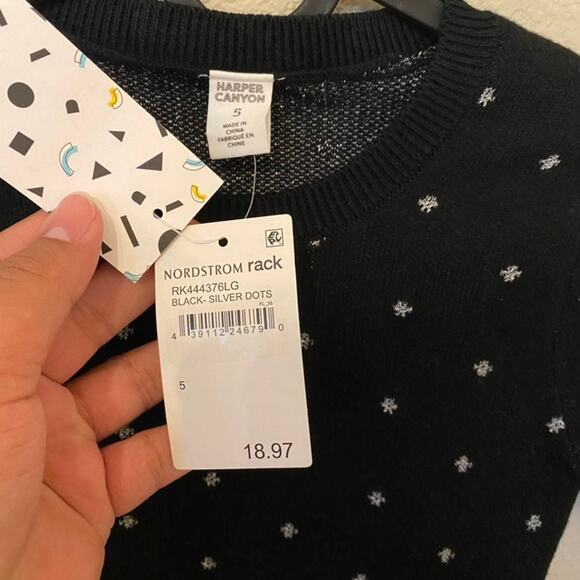 HARPER
CANYON
5
MADE IN
CHINA
FABRIQUÉ EN
CHINE
NORDSTROM rack
RK444376LG
BLACK- SILVER DOTS
FL_36
4 39112 24679 0
5
18.97